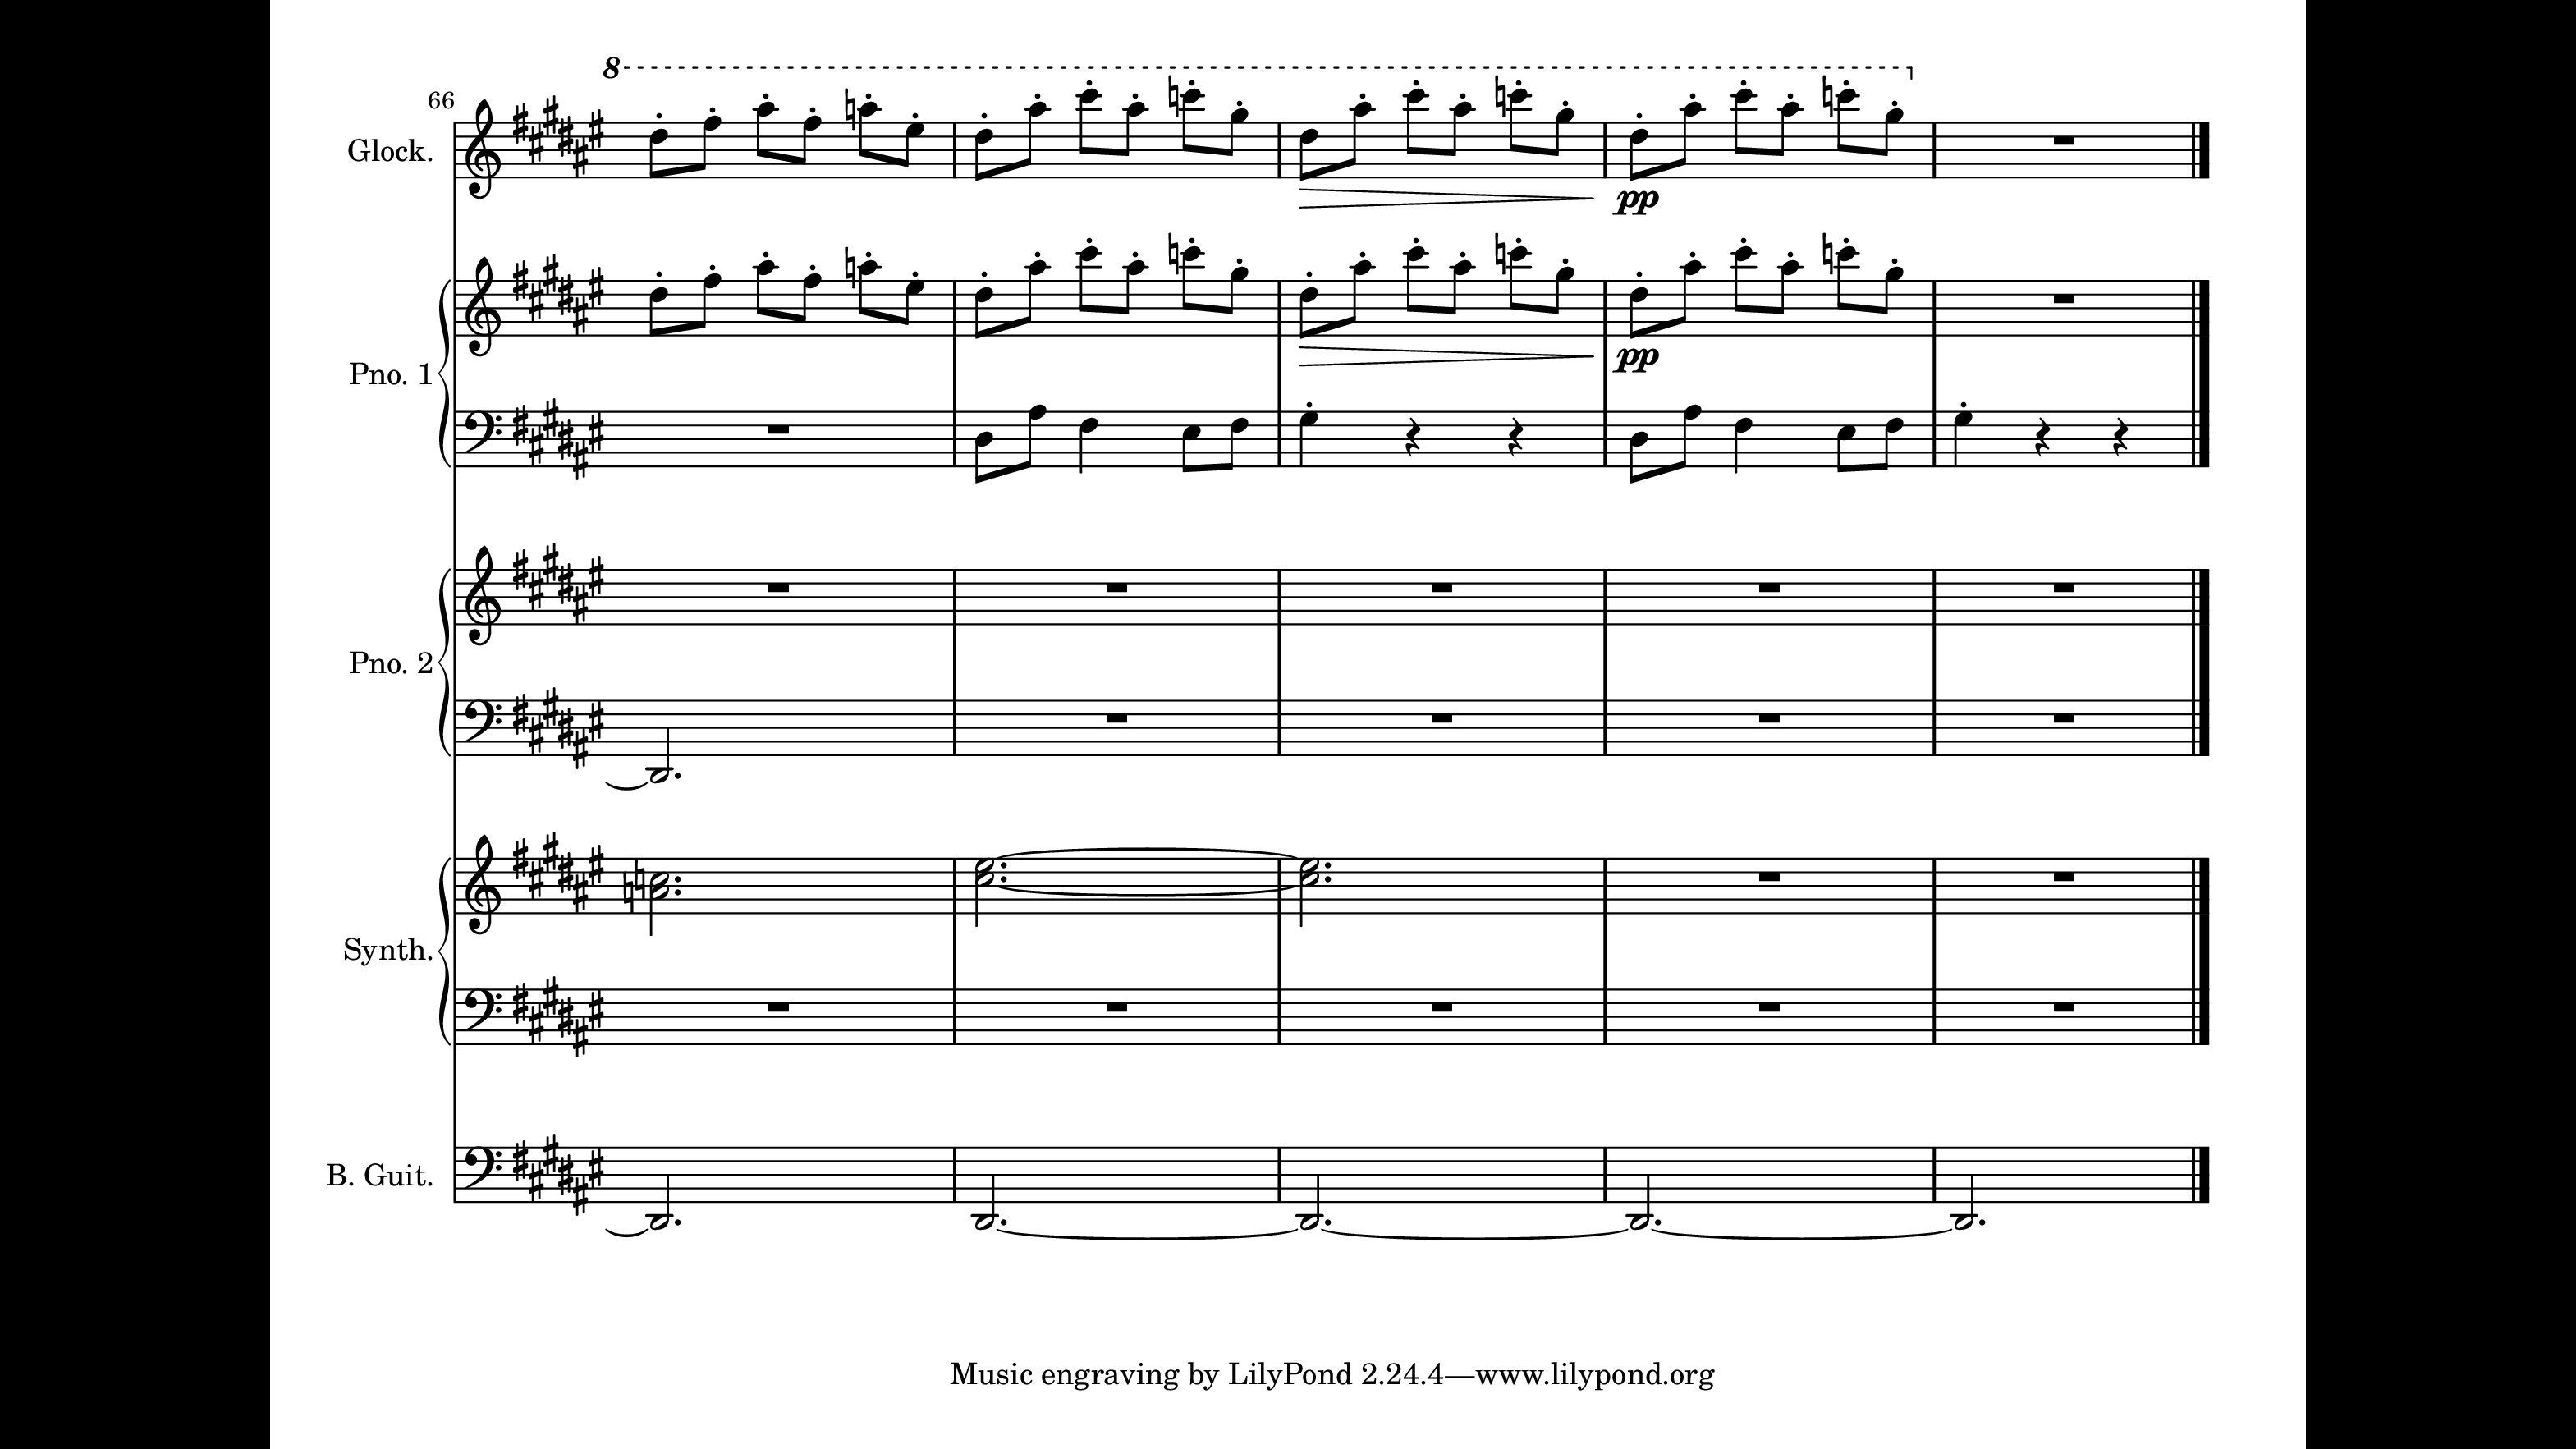 8
66
Glock.
pp
Pno. 1
pp
Pno. 2
Synth.
B. Guit.
Music engraving by LilyPond 2.24.4—www.lilypond.org